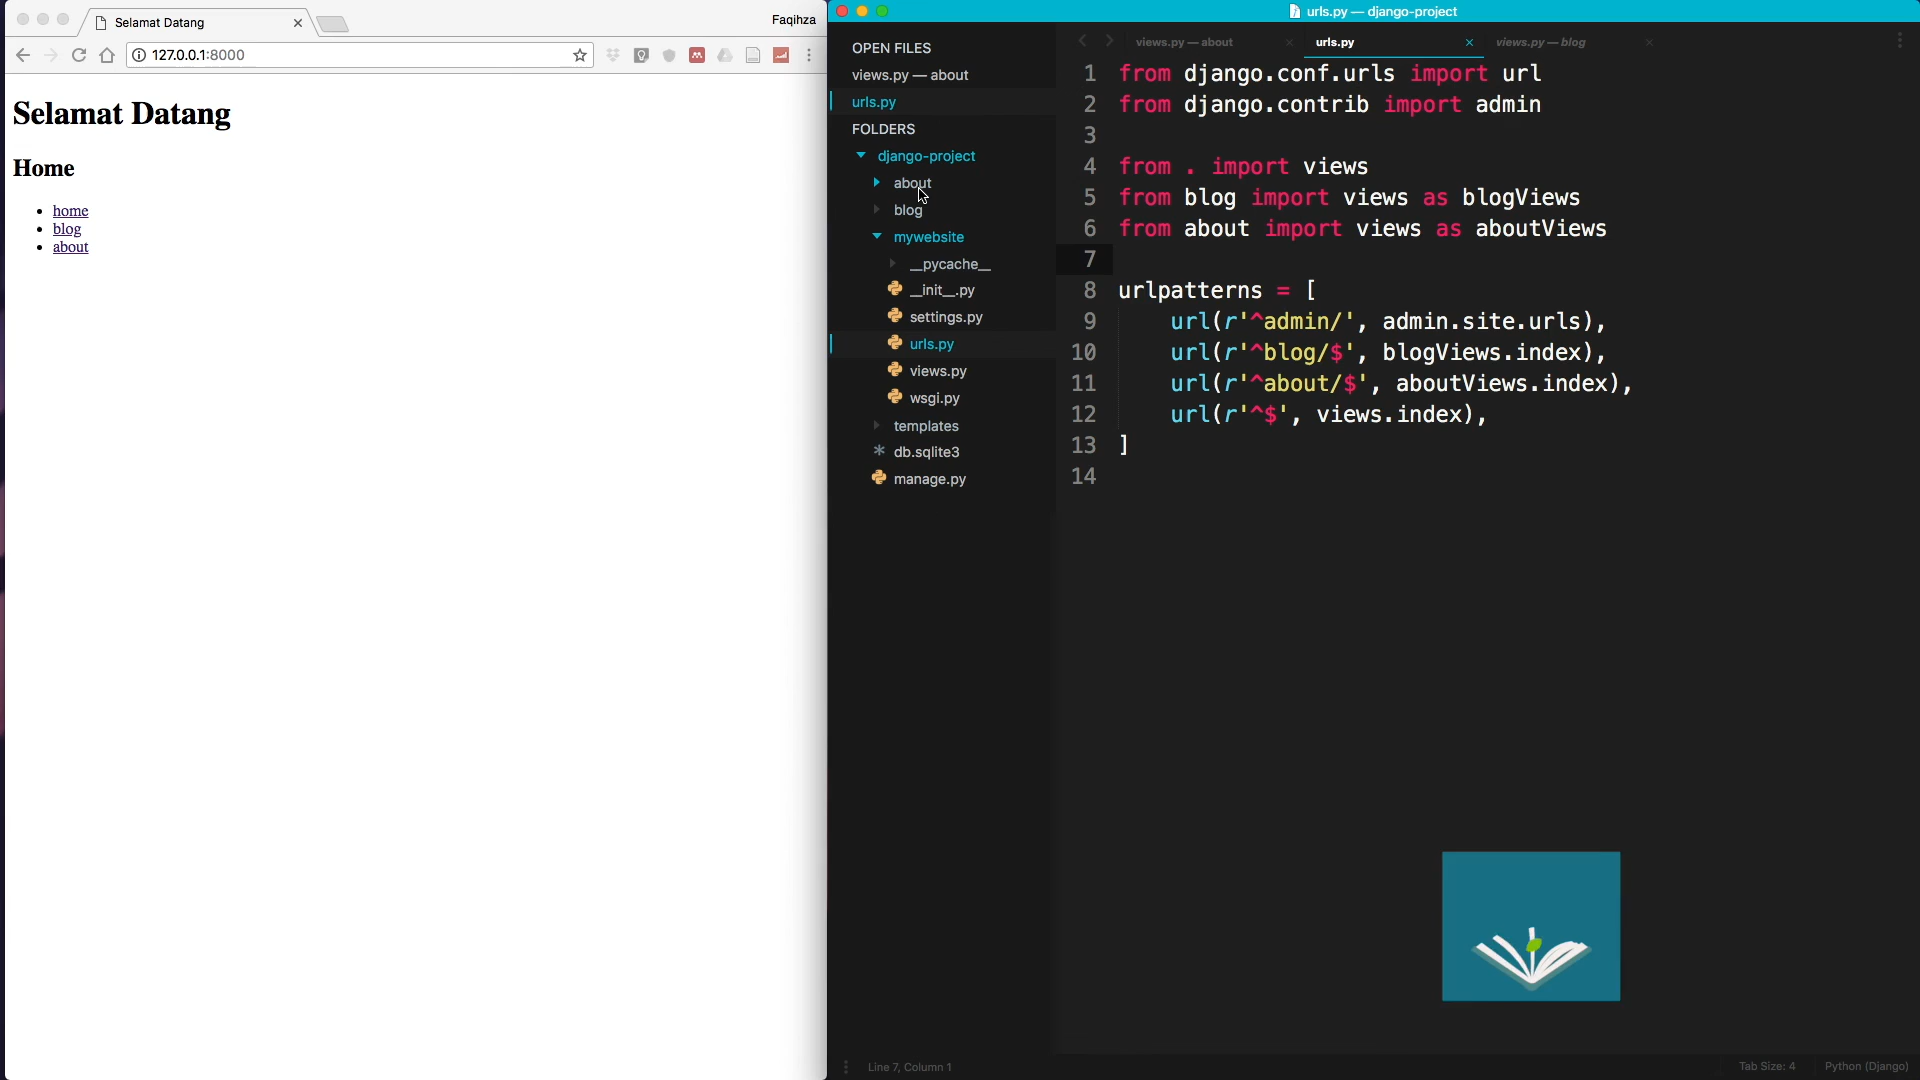 Selamat Datang
Faqihza
127.0.0.1:8000
Selamat Datang
Home
home
blog
about
urls.py — django-project
OPEN FILES
views.py — about
urls.py
FOLDERS
django-project
about
blog
mywebsite
__pycache__
__init__.py
settings.py
urls.py
views.py
wsgi.py
templates
db.sqlite3
manage.py
views.py — about
urls.py
views.py — blog
1 from django.conf.urls import url
2 from django.contrib import admin
3
4 from . import views
5 from blog import views as blogViews
6 from about import views as aboutViews
7
8 urlpatterns = [
9     url(r'^admin/', admin.site.urls),
10     url(r'^blog/$', blogViews.index),
11     url(r'^about/$', aboutViews.index),
12     url(r'^$', views.index),
13 ]
14
Line 7, Column 1
Tab Size: 4
Python (Django)